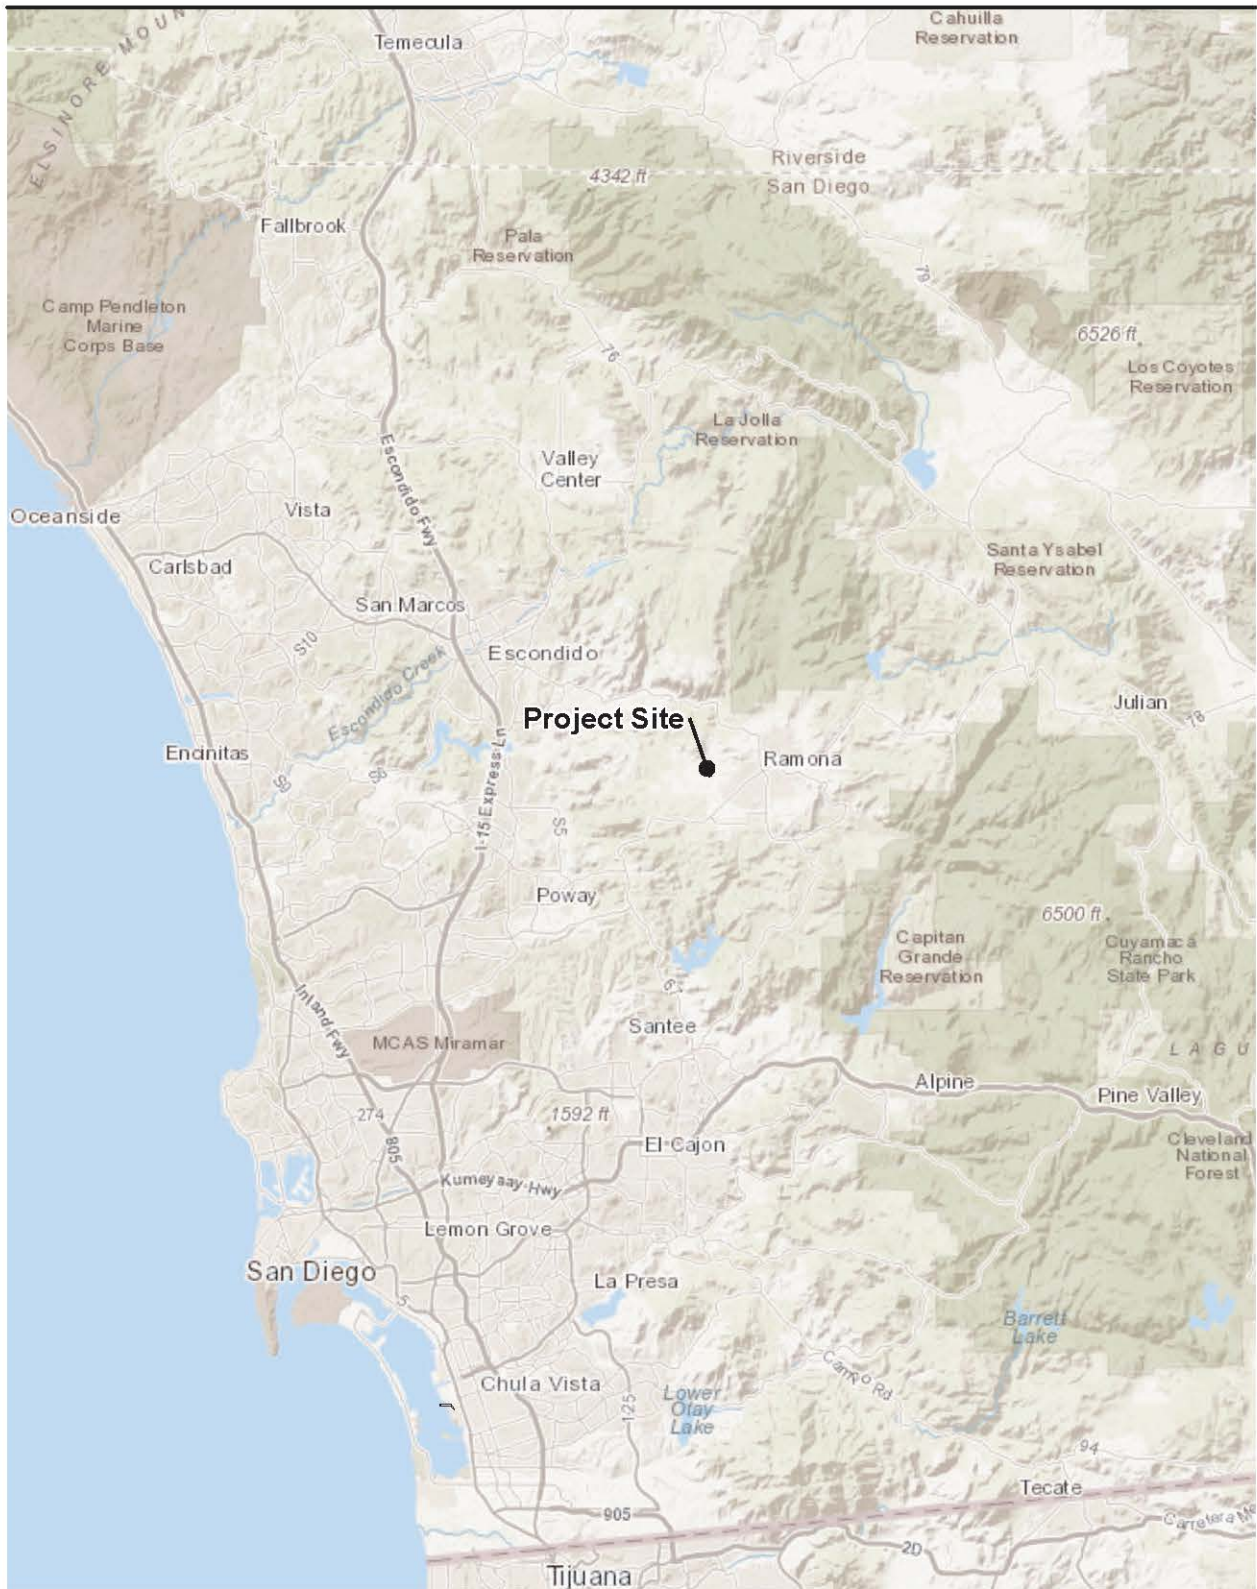 Cahuilla
Reservation
Temecula
ELSINORE
Riverside
San Diego
4342 ft
Fallbrook
Pala
Reservation
79
Camp Pendleton
Marine
Corps Base
6526 ft
76
Los Coyotes
Reservation
La Jolla
Reservation
Valley
Center
Escondido Fwy
Oceanside
Vista
Carlsbad
Santa Ysabel
Reservation
San Marcos
S10
Escondido
Escondido Creek
Julian
78
Project Site
Encinitas
Ramona
S9
I-15 Express Ln
S5
Poway
6500 ft
Capitan
Grande
Reservation
Cuyamaca
Rancho
State Park
67
Inland Fwy
Santee
MCAS Miramar
L A G U
Alpine
Pine Valley
274
1592 ft
805
El Cajon
Cleveland
National
Forest
Kumeyaay Hwy
Lemon Grove
San Diego
La Presa
5
Barrett
Lake
Chula Vista
Lower
Otay
Lake
125
94
Tecate
905
2D
Carretera
Tijuana